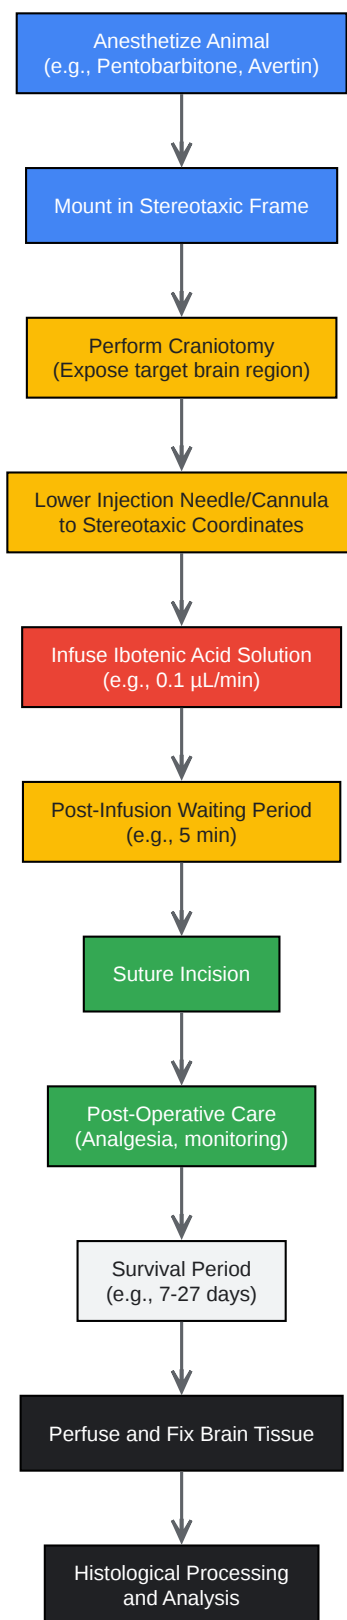 Anesthetize Animal
(e.g., Pentobarbitone, Avertin)
Mount in Stereotaxic Frame
Perform Craniotomy
(Expose target brain region)
Lower Injection Needle/Cannula
to Stereotaxic Coordinates
Infuse Ibotenic Acid Solution
(e.g., 0.1 µL/min)
Post-Infusion Waiting Period
(e.g., 5 min)
Suture Incision
Post-Operative Care
(Analgesia, monitoring)
Survival Period
(e.g., 7-27 days)
Perfuse and Fix Brain Tissue
Histological Processing
and Analysis